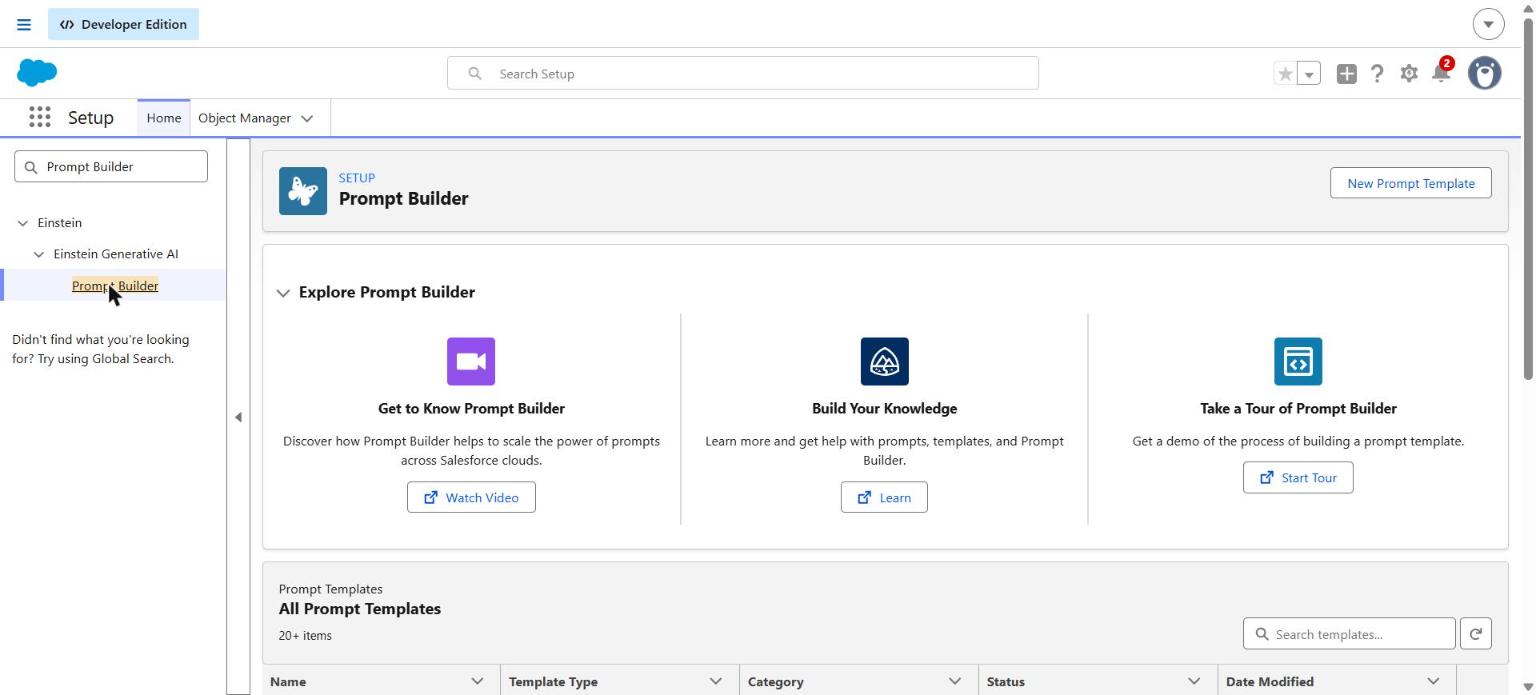 Developer Edition
Search Setup
2
Setup
Home
Object Manager
Prompt Builder
Einstein
Einstein Generative AI
Prompt Builder
Didn't find what you're looking
for? Try using Global Search.
SETUP
Prompt Builder
New Prompt Template
Explore Prompt Builder
Get to Know Prompt Builder
Discover how Prompt Builder helps to scale the power of prompts
across Salesforce clouds.
Watch Video
Build Your Knowledge
Learn more and get help with prompts, templates, and Prompt
Builder.
Learn
Take a Tour of Prompt Builder
Get a demo of the process of building a prompt template.
Start Tour
Prompt Templates
All Prompt Templates
20+ items
Search templates...
Name
Template Type
Category
Status
Date Modified